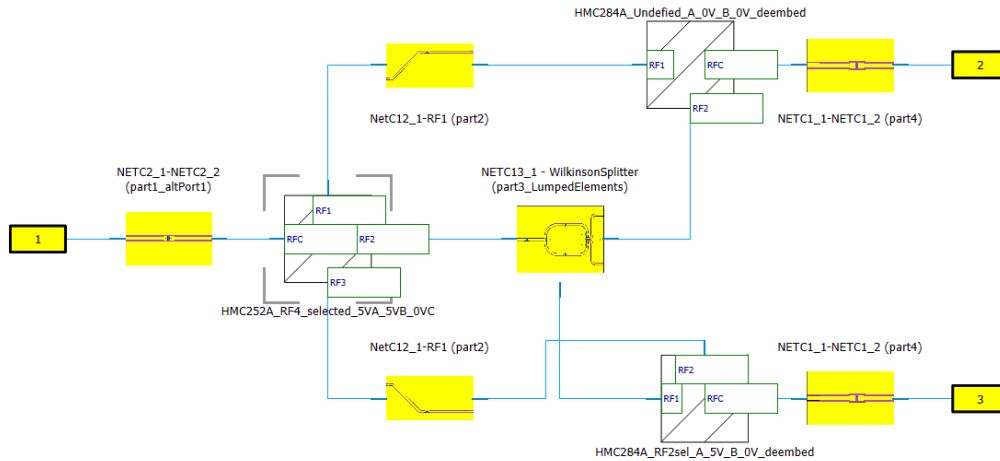 HMC284A_Undefied_A_0V_B_0V_deembed
RF1
RFC
RF2
2
NetC12_1-RF1 (part2)
NETC1_1-NETC1_2 (part4)
NETC2_1-NETC2_2
(part1_altPort1)
NETC13_1 - WilkinsonSplitter
(part3_LumpedElements)
1
RF1
RFC
RF2
RF3
HMC252A_RF4_selected_5VA_5VB_0VC
NetC12_1-RF1 (part2)
NETC1_1-NETC1_2 (part4)
RF2
RF1
RFC
3
HMC284A_RF2sel_A_5V_B_0V_deembed